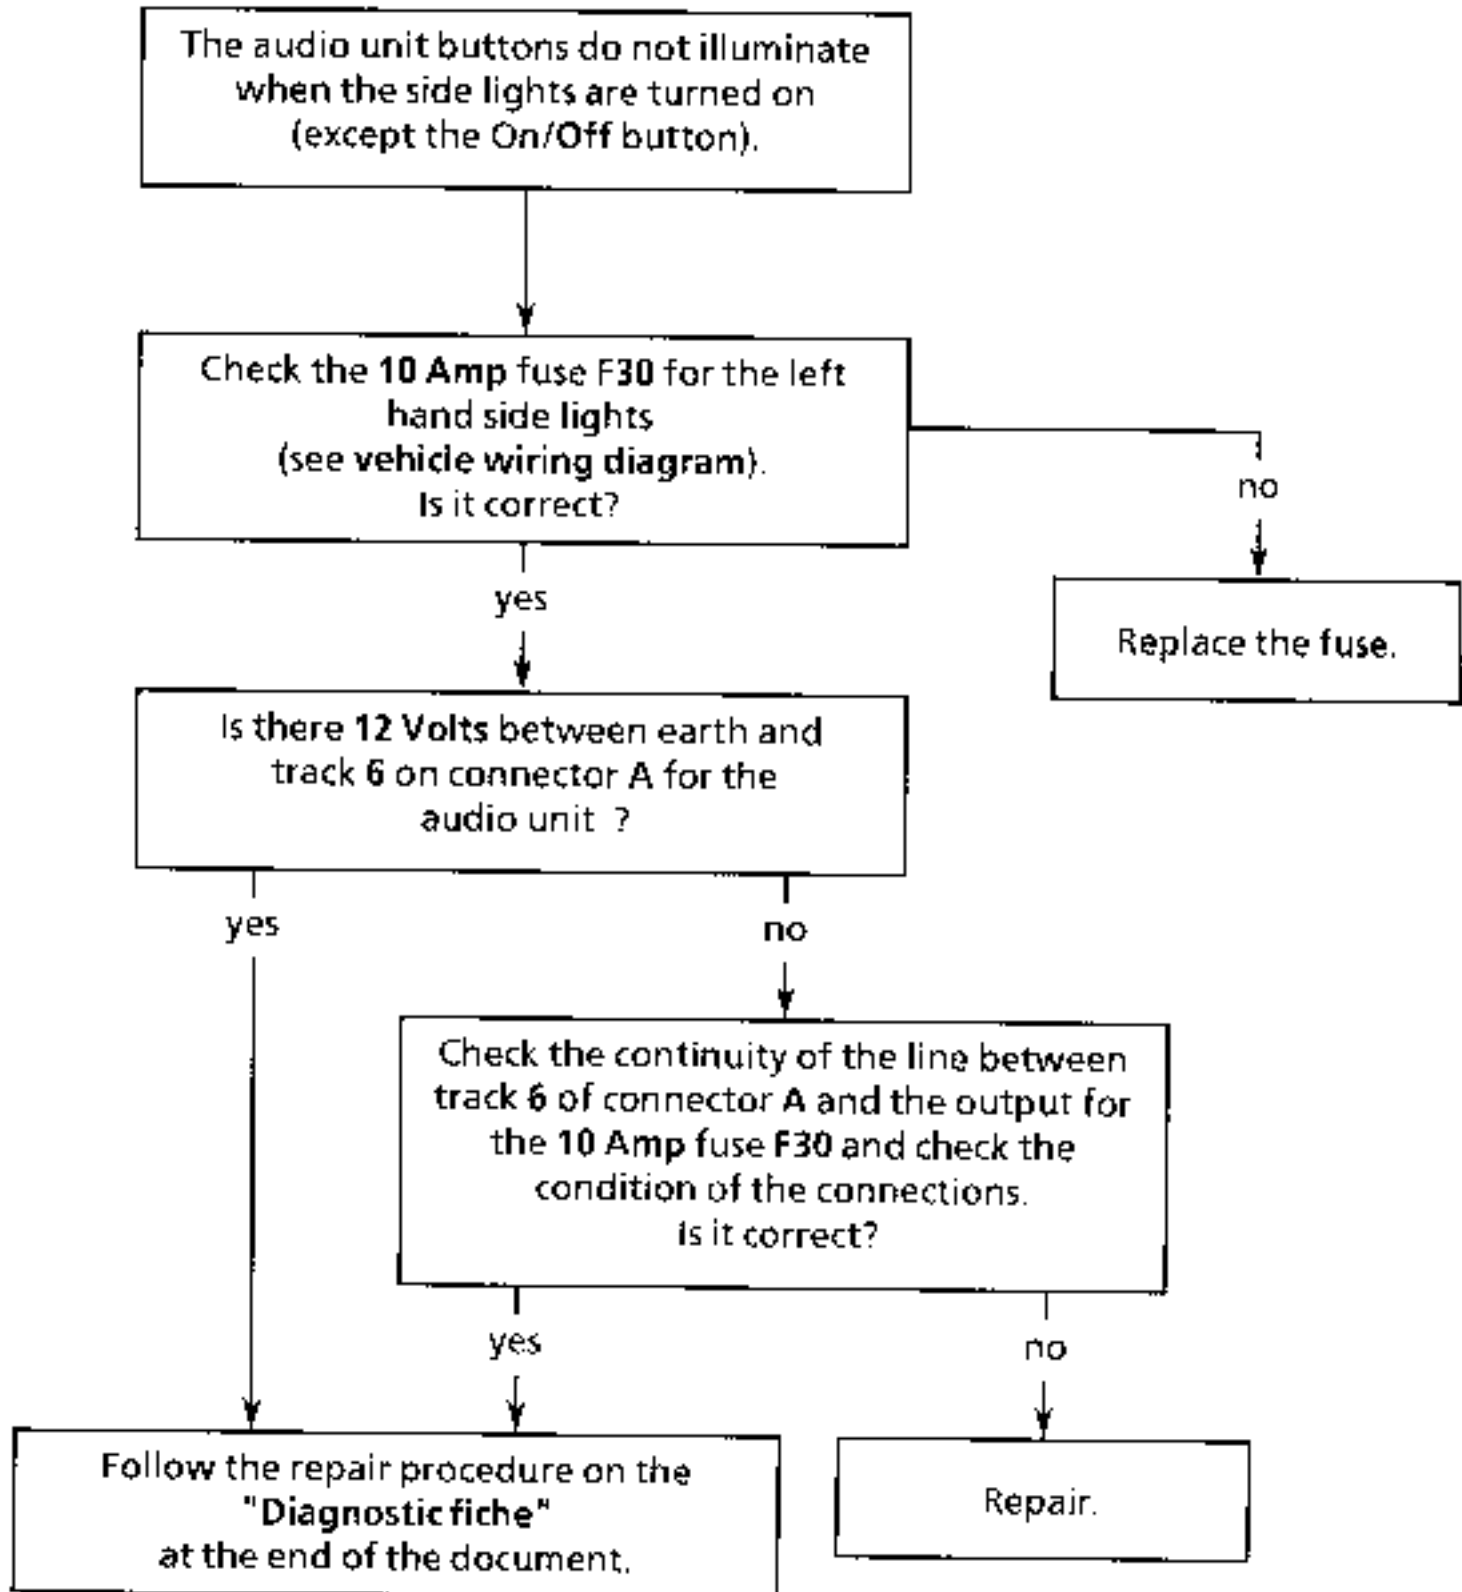 The audio unit buttons do not illuminate
when the side lights are turned on
(except the On/Off button).
Check the 10 Amp fuse F30 for the left
hand side lights
(see vehicle wiring diagram).
Is it correct?
no
yes
Replace the fuse.
Is there 12 Volts between earth and
track 6 on connector A for the
audio unit ?
yes
no
Check the continuity of the line between
track 6 of connector A and the output for
the 10 Amp fuse F30 and check the
condition of the connections.
Is it correct?
yes
no
Follow the repair procedure on the
"Diagnostic fiche"
at the end of the document.
Repair.